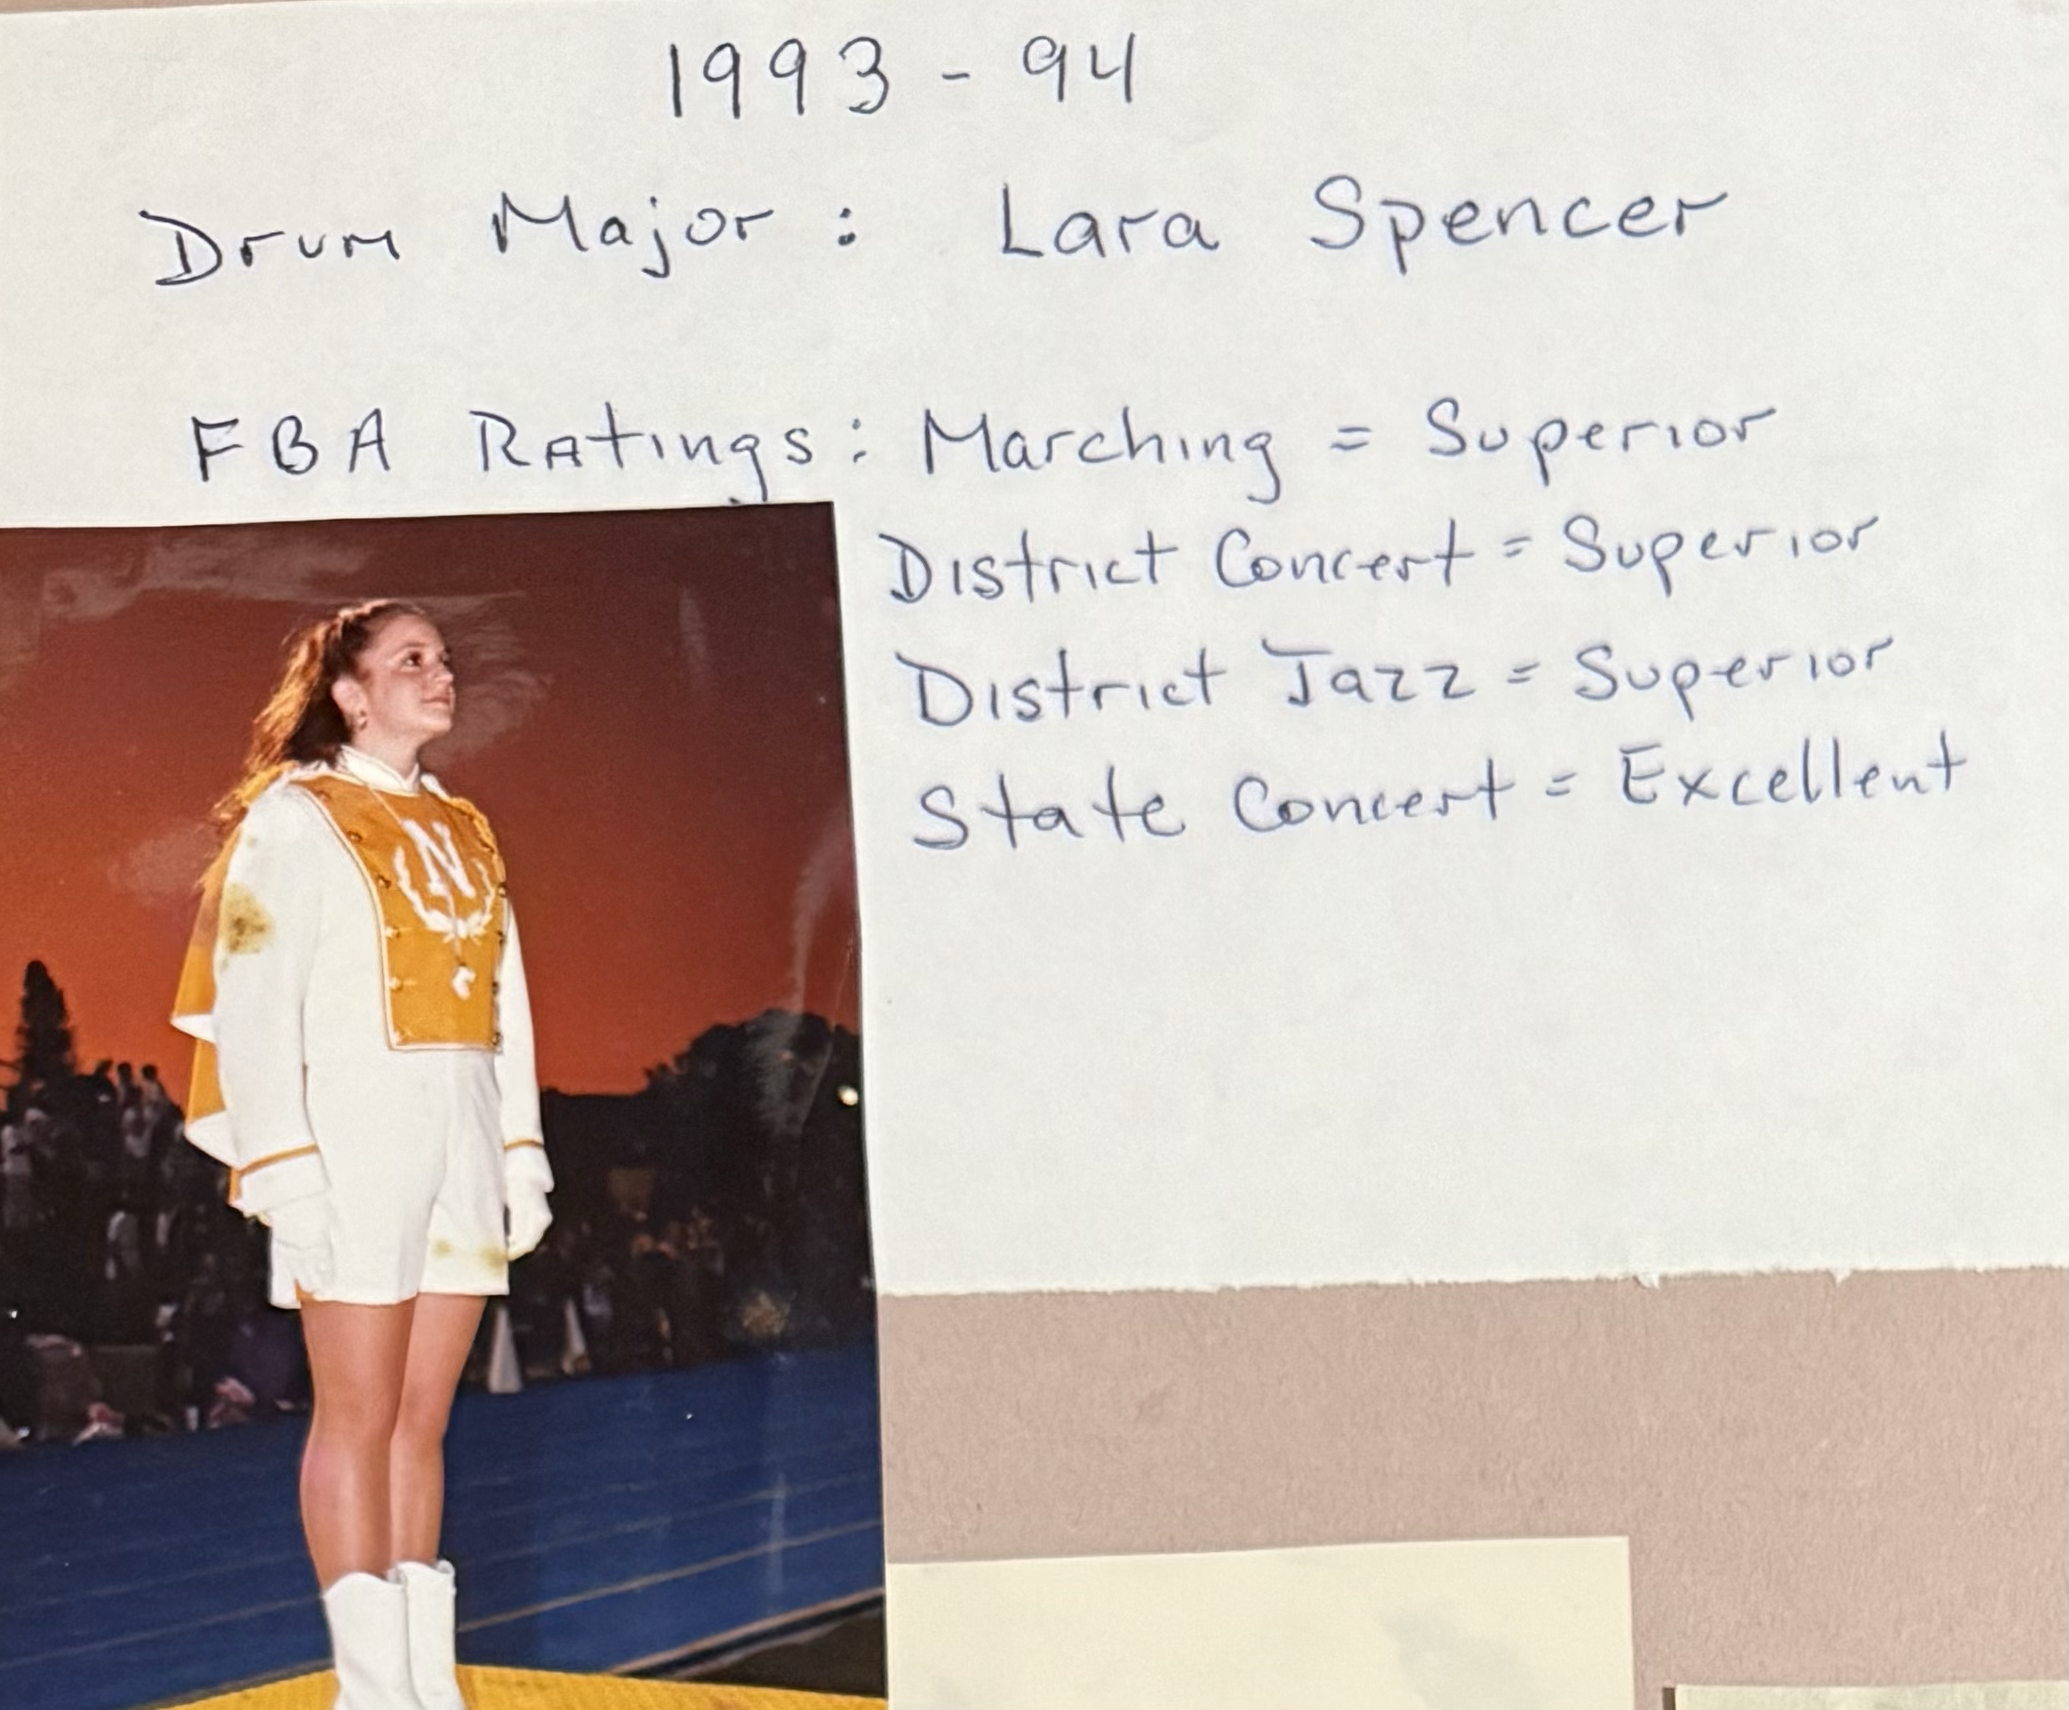 1993 - 94
Drum Major : Lara Spencer
FBA Ratings : Marching = Superior
District Concert = Superior
District Jazz = Superior
State Concert = Excellent
N